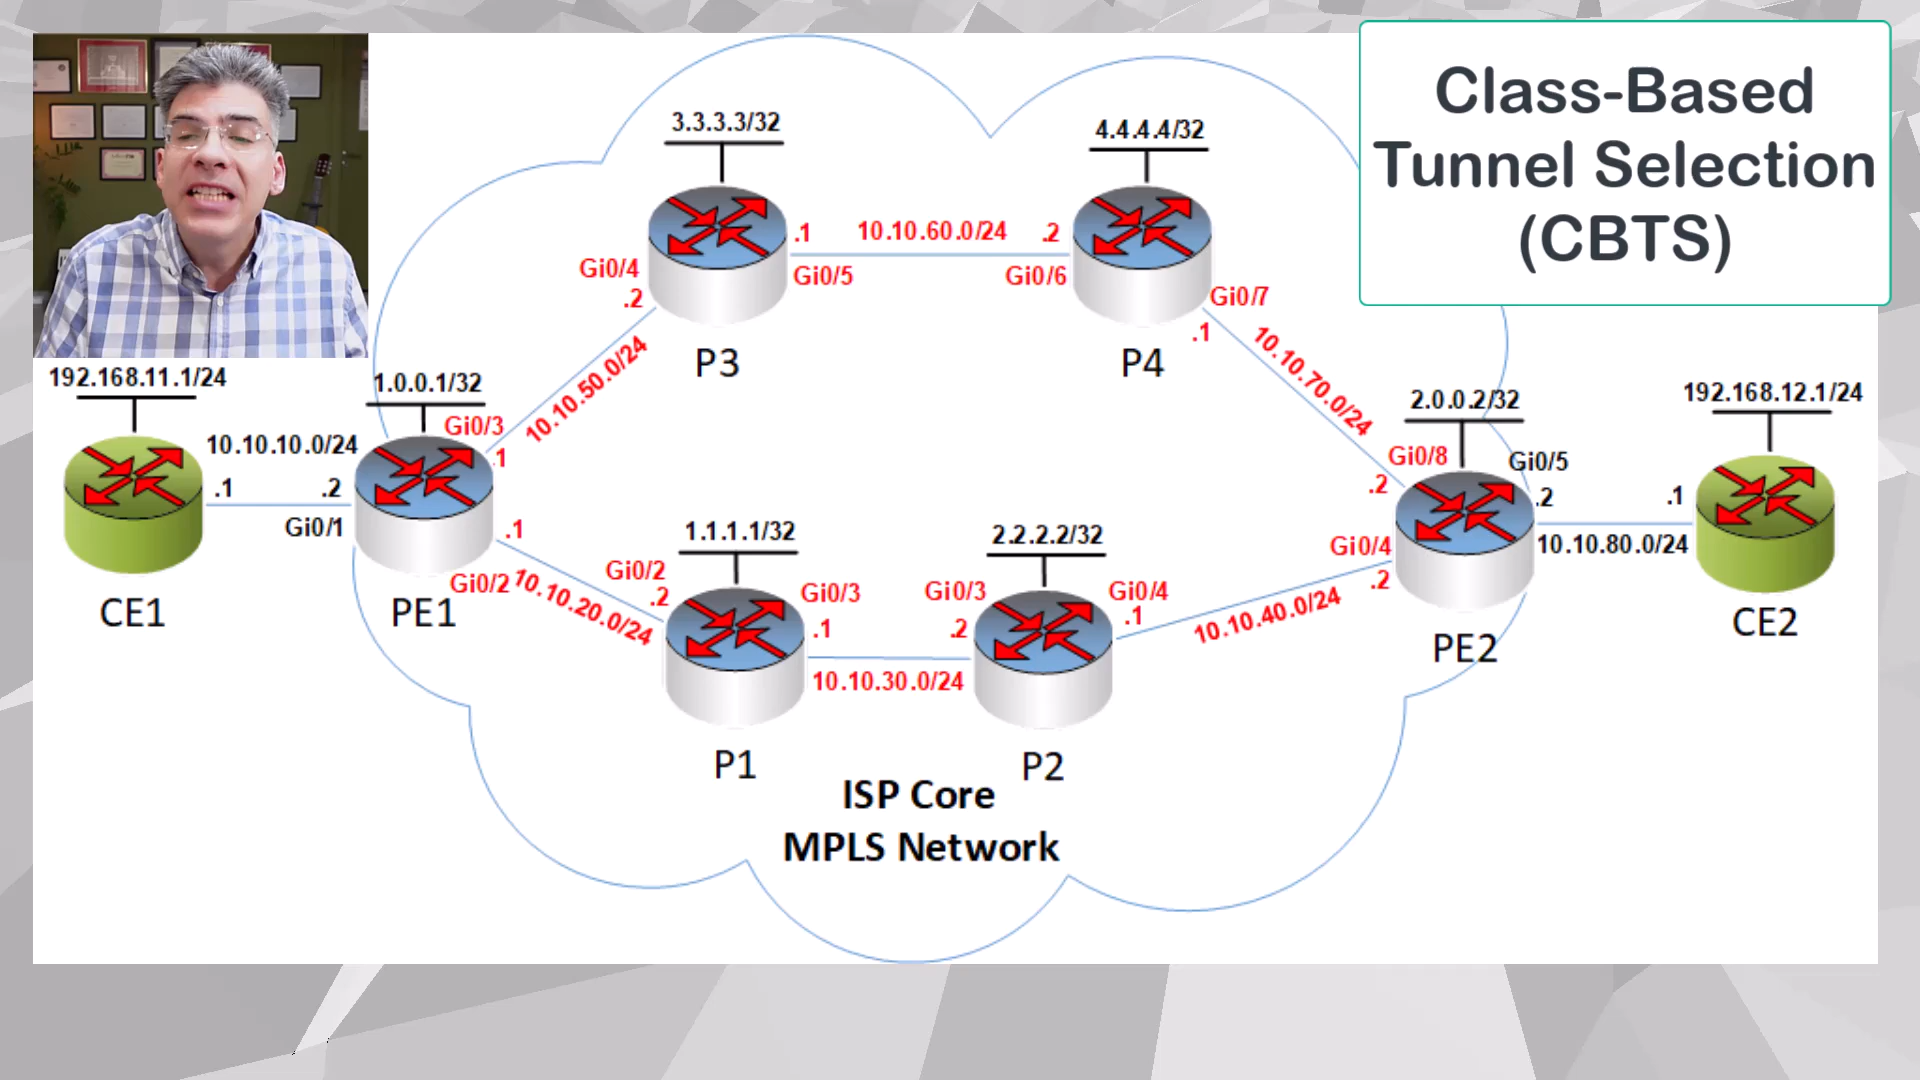 Class-Based
Tunnel Selection
(CBTS)
3.3.3.3/32
4.4.4.4/32
.1
10.10.60.0/24
.2
Gi0/4
Gi0/5
Gi0/6
.2
Gi0/7
.1
P3
P4
10.10.50.0/24
10.10.70.0/24
192.168.11.1/24
1.0.0.1/32
2.0.0.2/32
192.168.12.1/24
Gi0/3
.1
10.10.10.0/24
.1
.2
Gi0/1
Gi0/8
.2
Gi0/5
.2
.1
10.10.80.0/24
.1
Gi0/2
10.10.20.0/24
1.1.1.1/32
2.2.2.2/32
Gi0/2
.2
Gi0/3
.1
Gi0/3
.2
Gi0/4
.1
Gi0/4
.2
10.10.40.0/24
CE1
PE1
PE2
CE2
10.10.30.0/24
P1
P2
ISP Core
MPLS Network